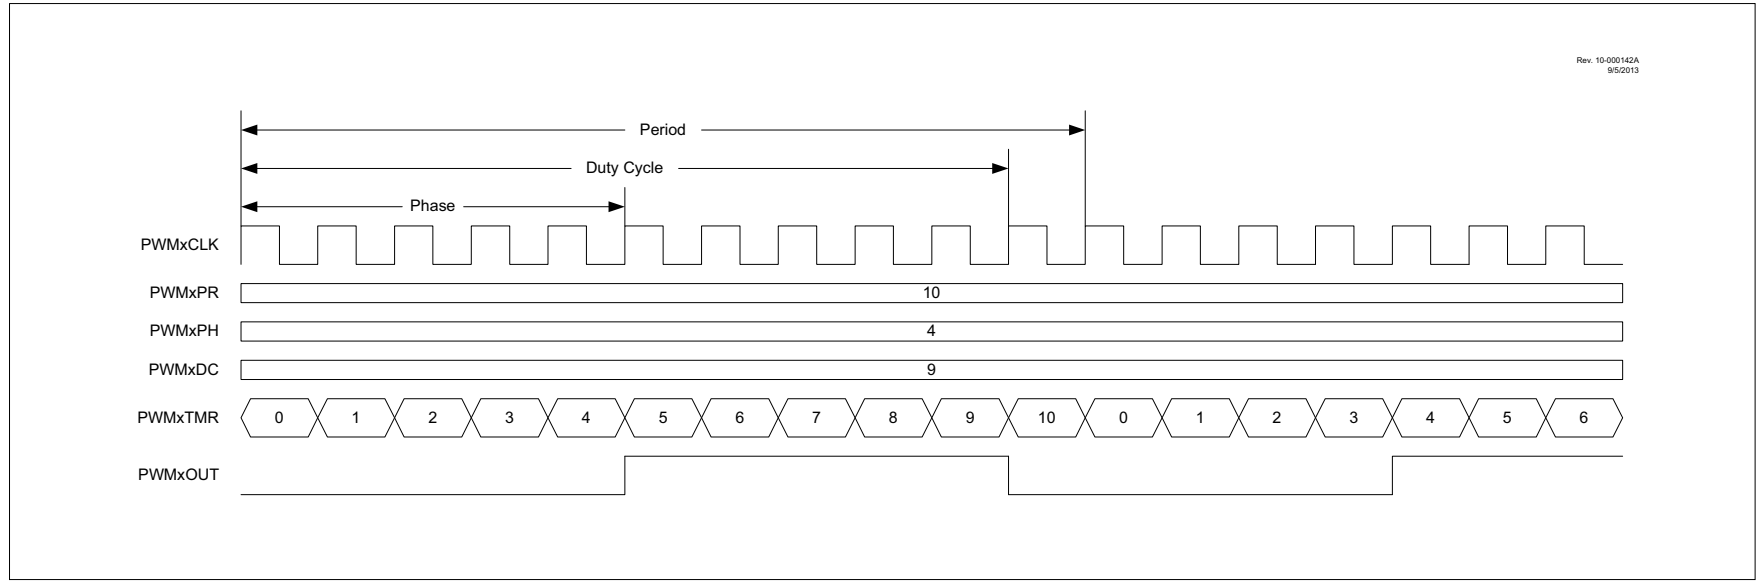 Rev. 10-000142A
9/5/2013
Period
Duty Cycle
Phase
PWMxCLK
PWMxPR 10
PWMxPH 4
PWMxDC 9
PWMxTMR 0 1 2 3 4 5 6 7 8 9 10 0 1 2 3 4 5 6
PWMxOUT